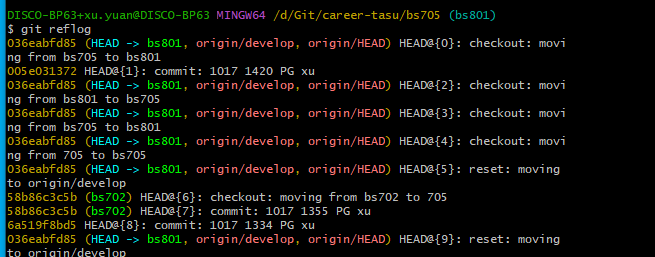 DISCO-BP63+xu.yuan@DISCO-BP63 MINGW64 /d/Git/career-tasu/bs705 (bs801)
$ git reflog
036eabfd85 (HEAD -> bs801, origin/develop, origin/HEAD) HEAD@{0}: checkout: movi
ng from bs705 to bs801
005e031372 HEAD@{1}: commit: 1017 1420 PG xu
036eabfd85 (HEAD -> bs801, origin/develop, origin/HEAD) HEAD@{2}: checkout: movi
ng from bs801 to bs705
036eabfd85 (HEAD -> bs801, origin/develop, origin/HEAD) HEAD@{3}: checkout: movi
ng from bs705 to bs801
036eabfd85 (HEAD -> bs801, origin/develop, origin/HEAD) HEAD@{4}: checkout: movi
ng from 705 to bs705
036eabfd85 (HEAD -> bs801, origin/develop, origin/HEAD) HEAD@{5}: reset: moving
to origin/develop
58b86c3c5b (bs702) HEAD@{6}: checkout: moving from bs702 to 705
58b86c3c5b (bs702) HEAD@{7}: commit: 1017 1355 PG xu
6a519f8bd5 HEAD@{8}: commit: 1017 1334 PG xu
036eabfd85 (HEAD -> bs801, origin/develop, origin/HEAD) HEAD@{9}: reset: moving
to origin/develop